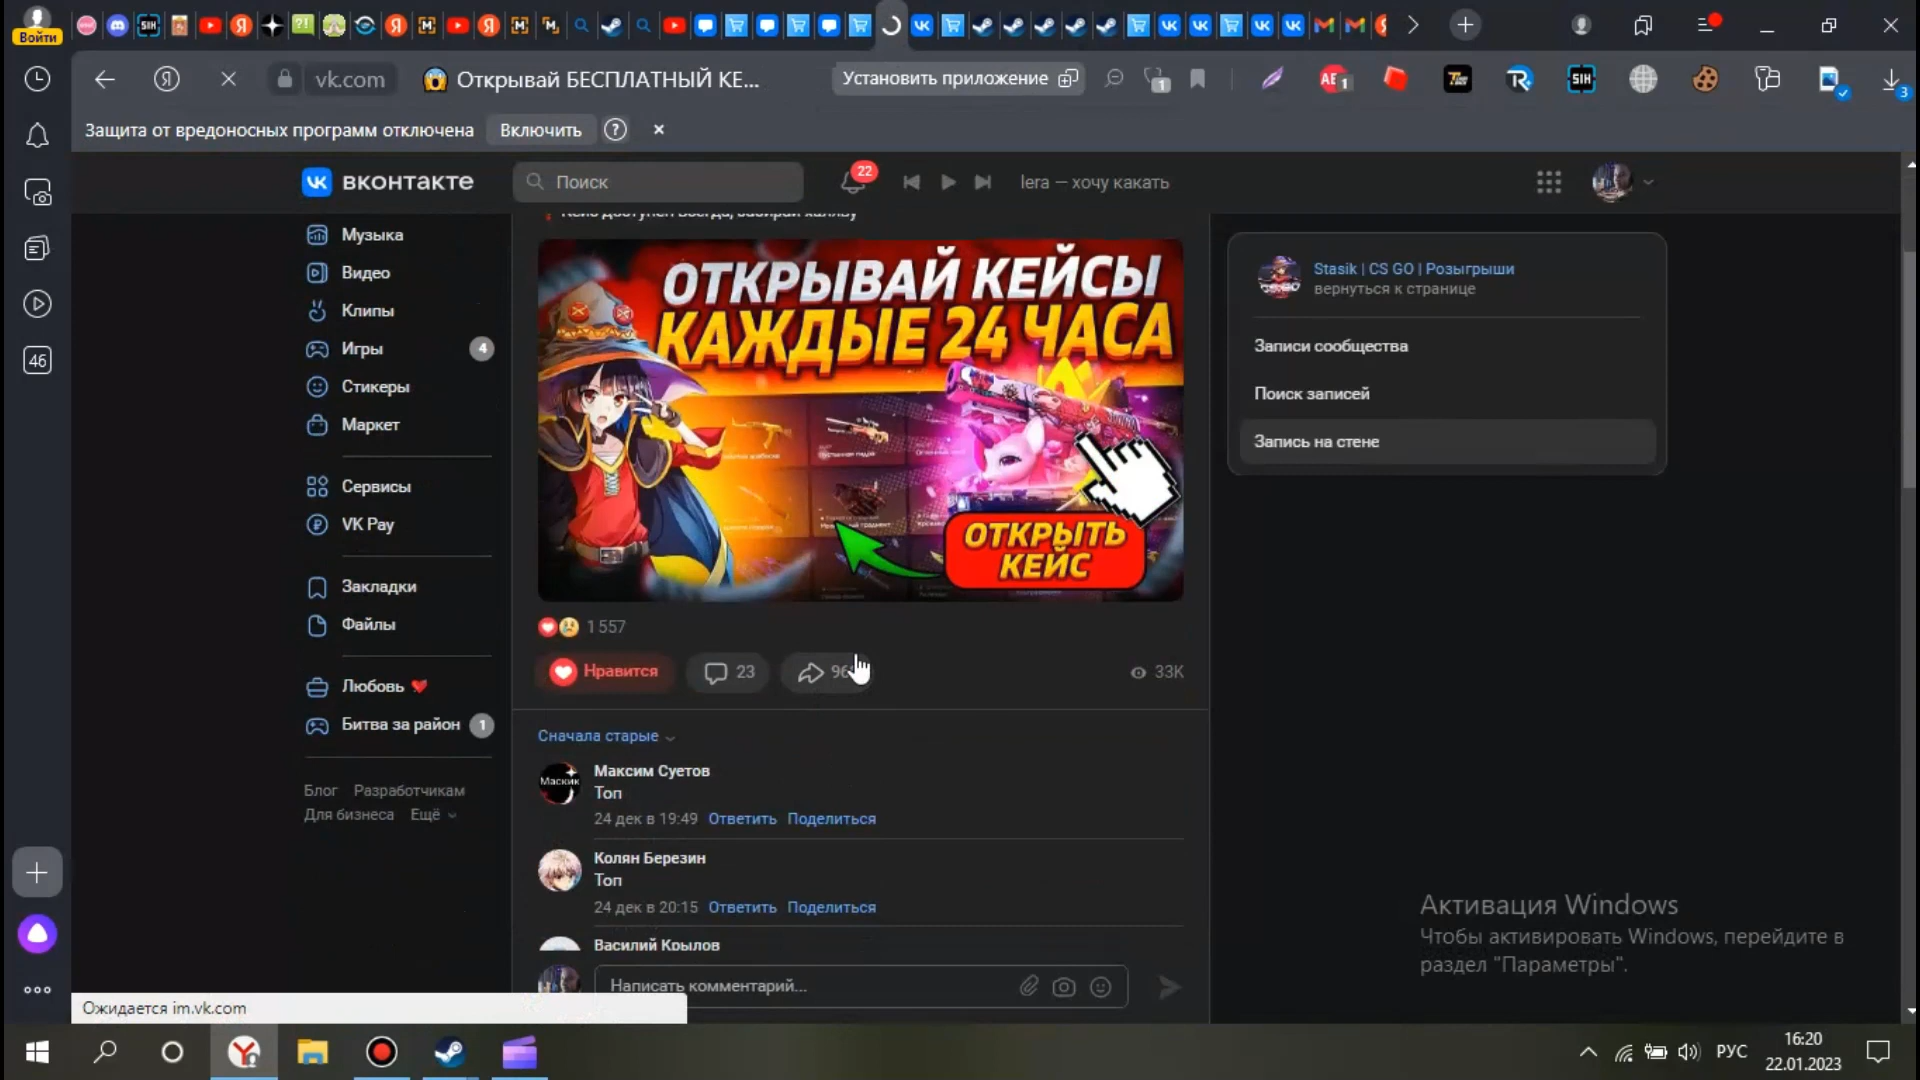 Войти
vk.com
Открывай БЕСПЛАТНЫЙ КЕ...
Установить приложение
1
1
SIH
3
Защита от вредоносных программ отключена
Включить
46
ВКОНТАКТЕ
Поиск
22
lera – хочу какать
Музыка
Видео
Клипы
Игры
4
Стикеры
Маркет
Сервисы
VK Pay
Закладки
Файлы
Любовь
Битва за район
1
Блог Разработчикам
Для бизнеса Ещё
ОТКРЫВАЙ КЕЙСЫ
КАЖДЫЕ 24 ЧАСА
ОТКРЫТЬ
КЕЙС
1 557
Нравится
23
33K
Сначала старые
Маскик
Максим Суетов
Топ
24 дек в 19:49 Ответить Поделиться
Колян Березин
Топ
24 дек в 20:15 Ответить Поделиться
Василий Крылов
Написать комментарий...
Stasik | CS GO | Розыгрыши
вернуться к странице
Записи сообщества
Поиск записей
Запись на стене
Активация Windows
Чтобы активировать Windows, перейдите в
раздел "Параметры".
Ожидается im.vk.com
РУС
16:20
22.01.2023